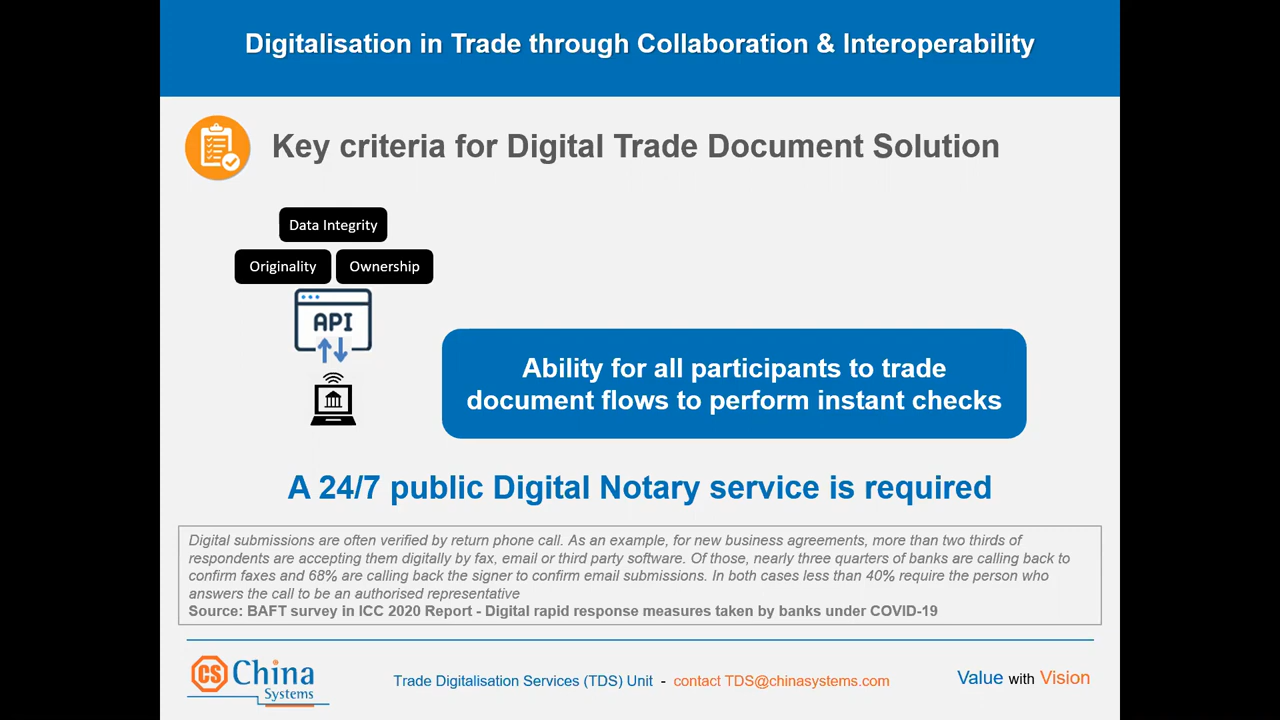 Digitalisation in Trade through Collaboration & Interoperability
Key criteria for Digital Trade Document Solution
Data Integrity
Originality
Ownership
API
Ability for all participants to trade
document flows to perform instant checks
A 24/7 public Digital Notary service is required
Digital submissions are often verified by return phone call. As an example, for new business agreements, more than two thirds of
respondents are accepting them digitally by fax, email or third party software. Of those, nearly three quarters of banks are calling back to
confirm faxes and 68% are calling back the signer to confirm email submissions. In both cases less than 40% require the person who
answers the call to be an authorised representative
Source: BAFT survey in ICC 2020 Report - Digital rapid response measures taken by banks under COVID-19
CS China
Systems
Trade Digitalisation Services (TDS) Unit - contact TDS@chinasystems.com
Value with Vision